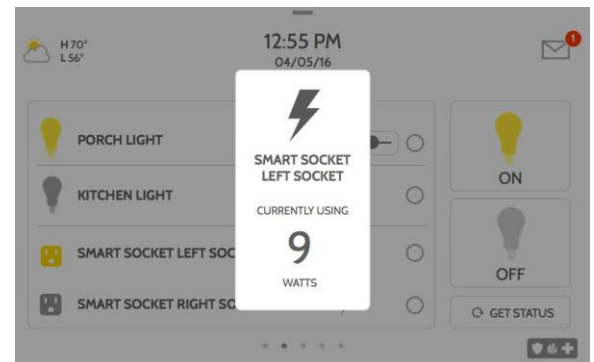 H 70°
L 56°
12:55 PM
04/05/16
1
PORCH LIGHT
KITCHEN LIGHT
SMART SOCKET LEFT SOC
SMART SOCKET RIGHT SO
SMART SOCKET
LEFT SOCKET
CURRENTLY USING
9
WATTS
ON
OFF
GET STATUS